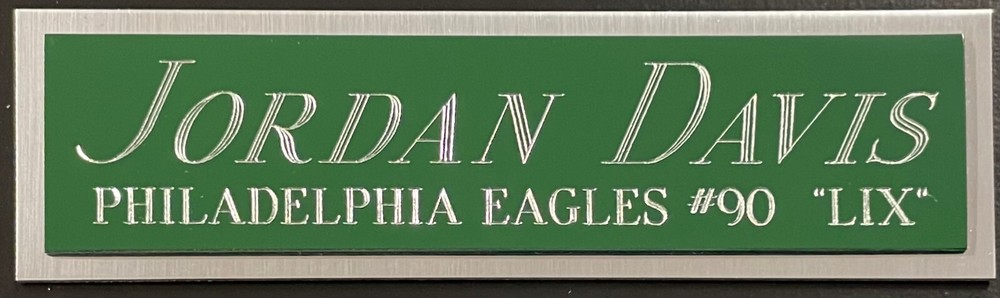 JORDAN DAVIS
PHILADELPHIA EAGLES #90 “LIX“